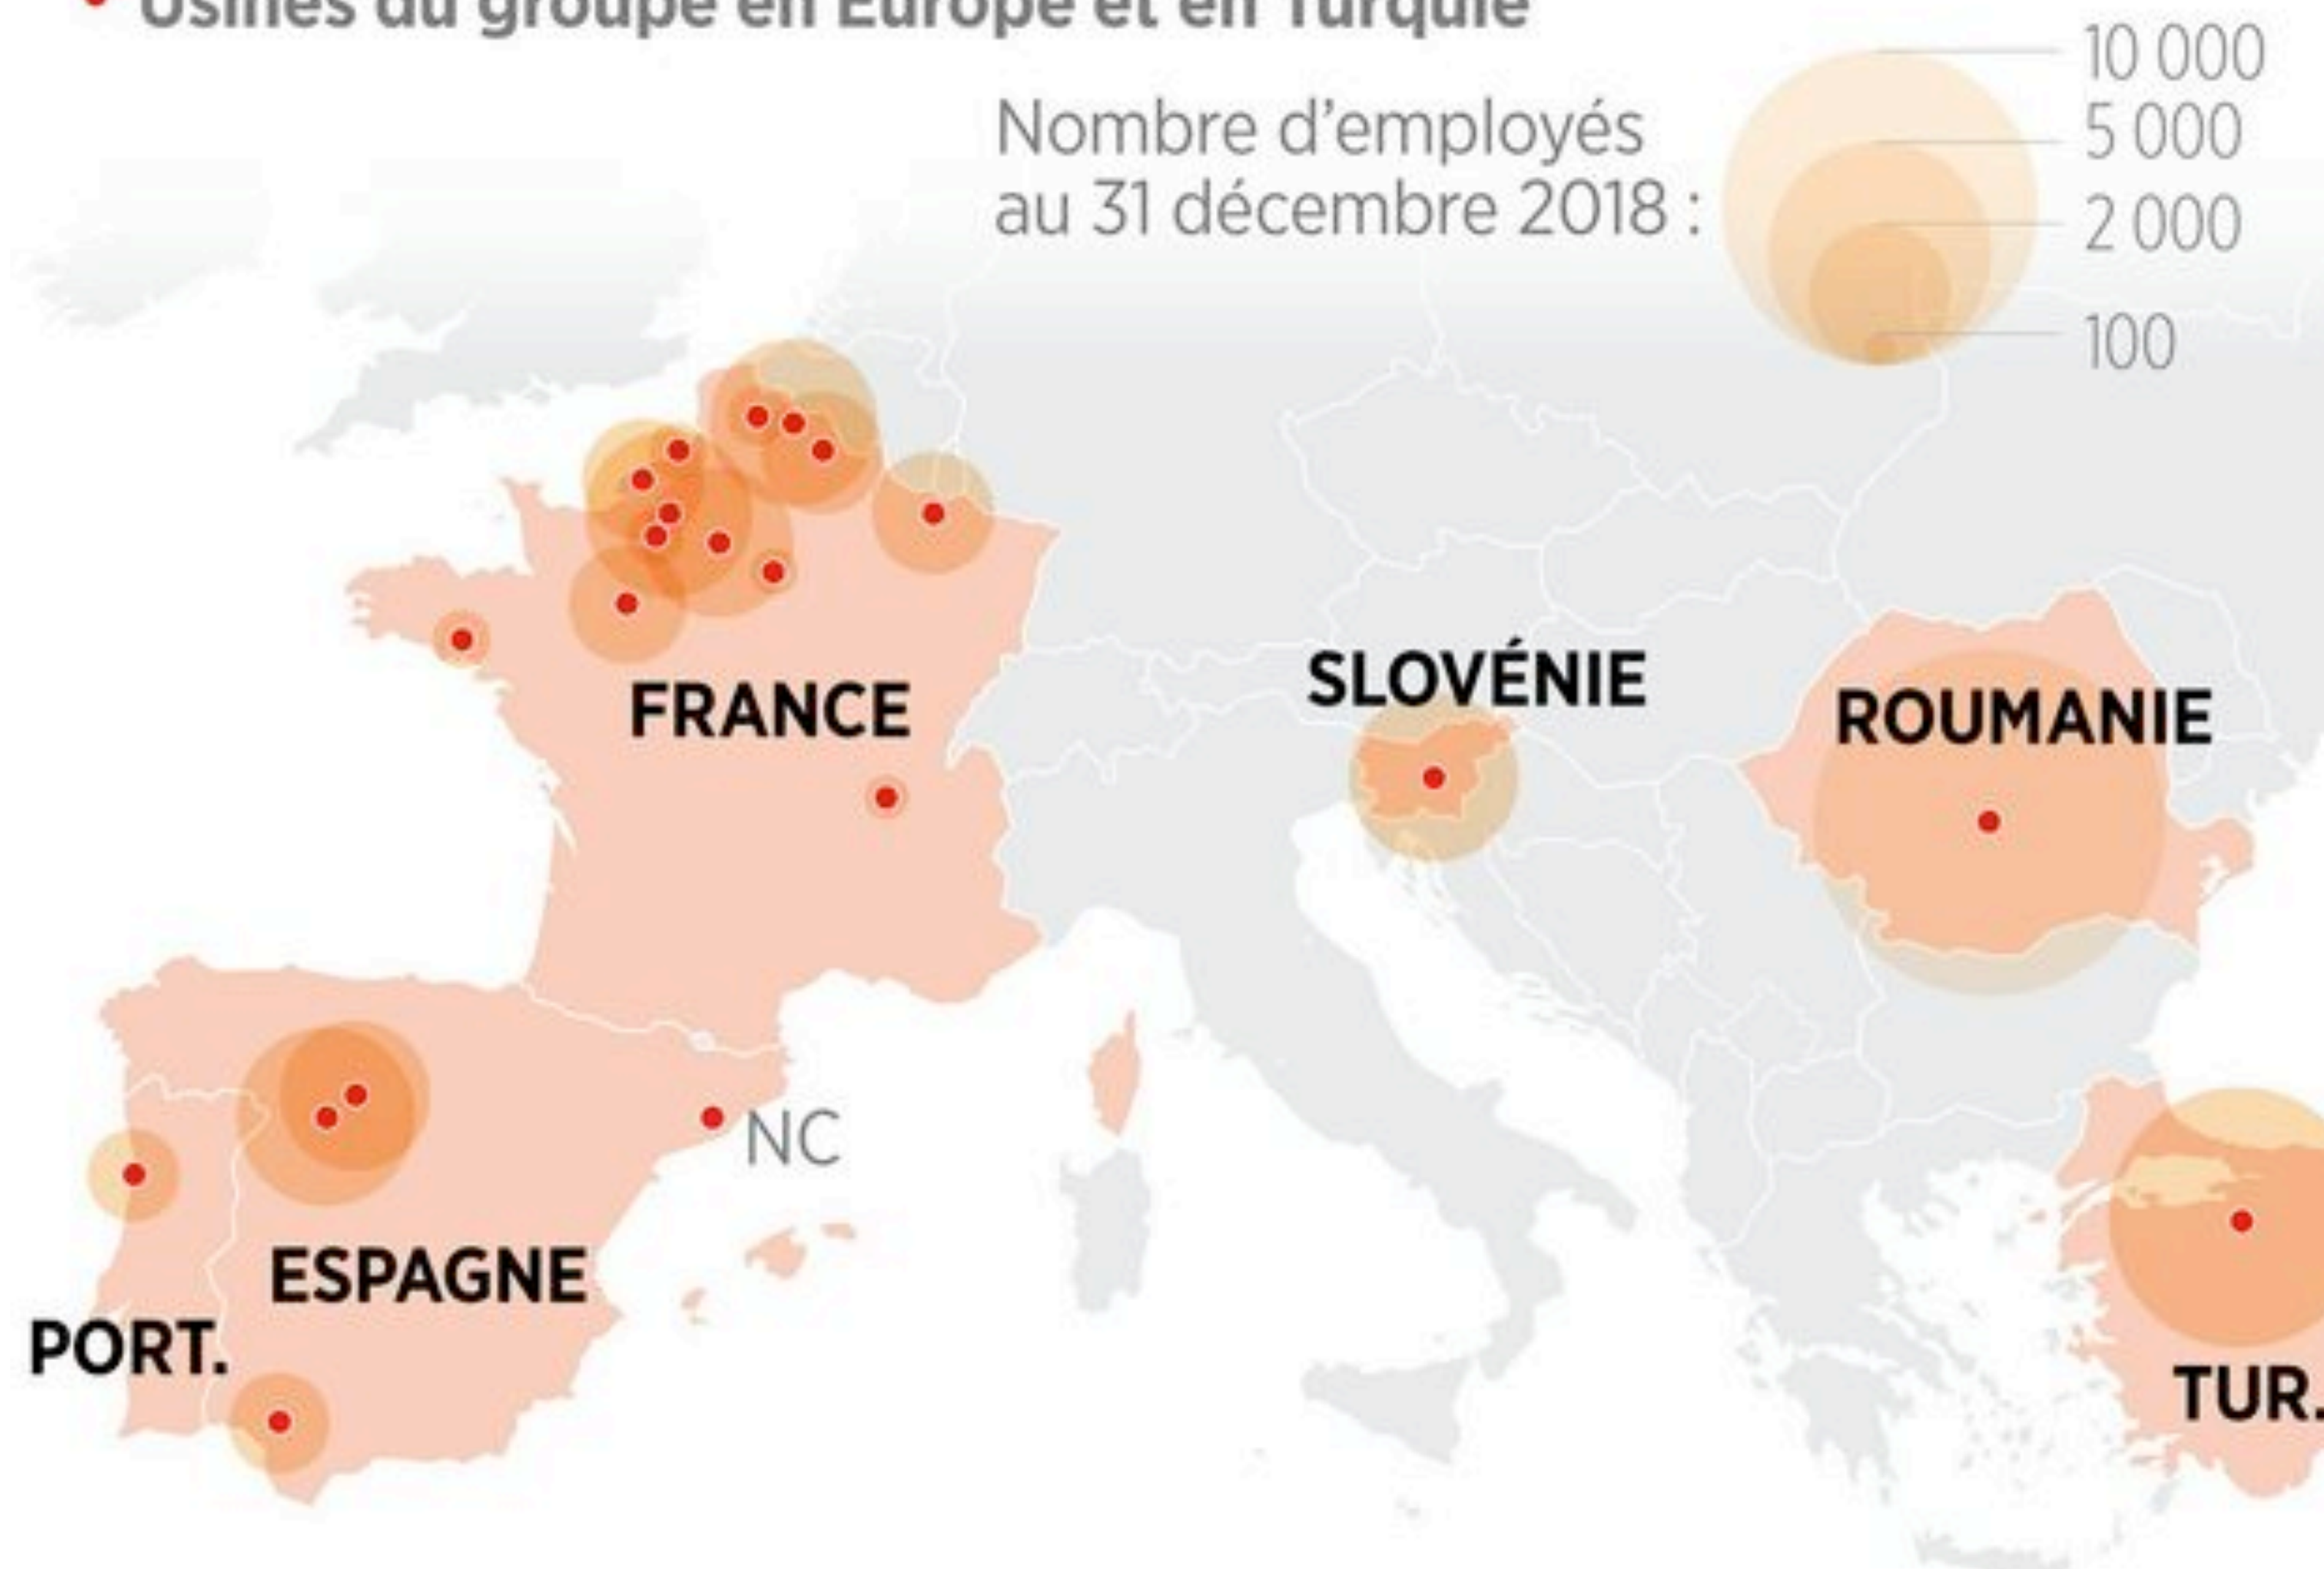 Usines du groupe en Europe et en Turquie
Nombre d'employés
au 31 décembre 2018 :
10 000
5 000
2 000
100
FRANCE
SLOVÉNIE
ROUMANIE
NC
ESPAGNE
PORT.
TUR.